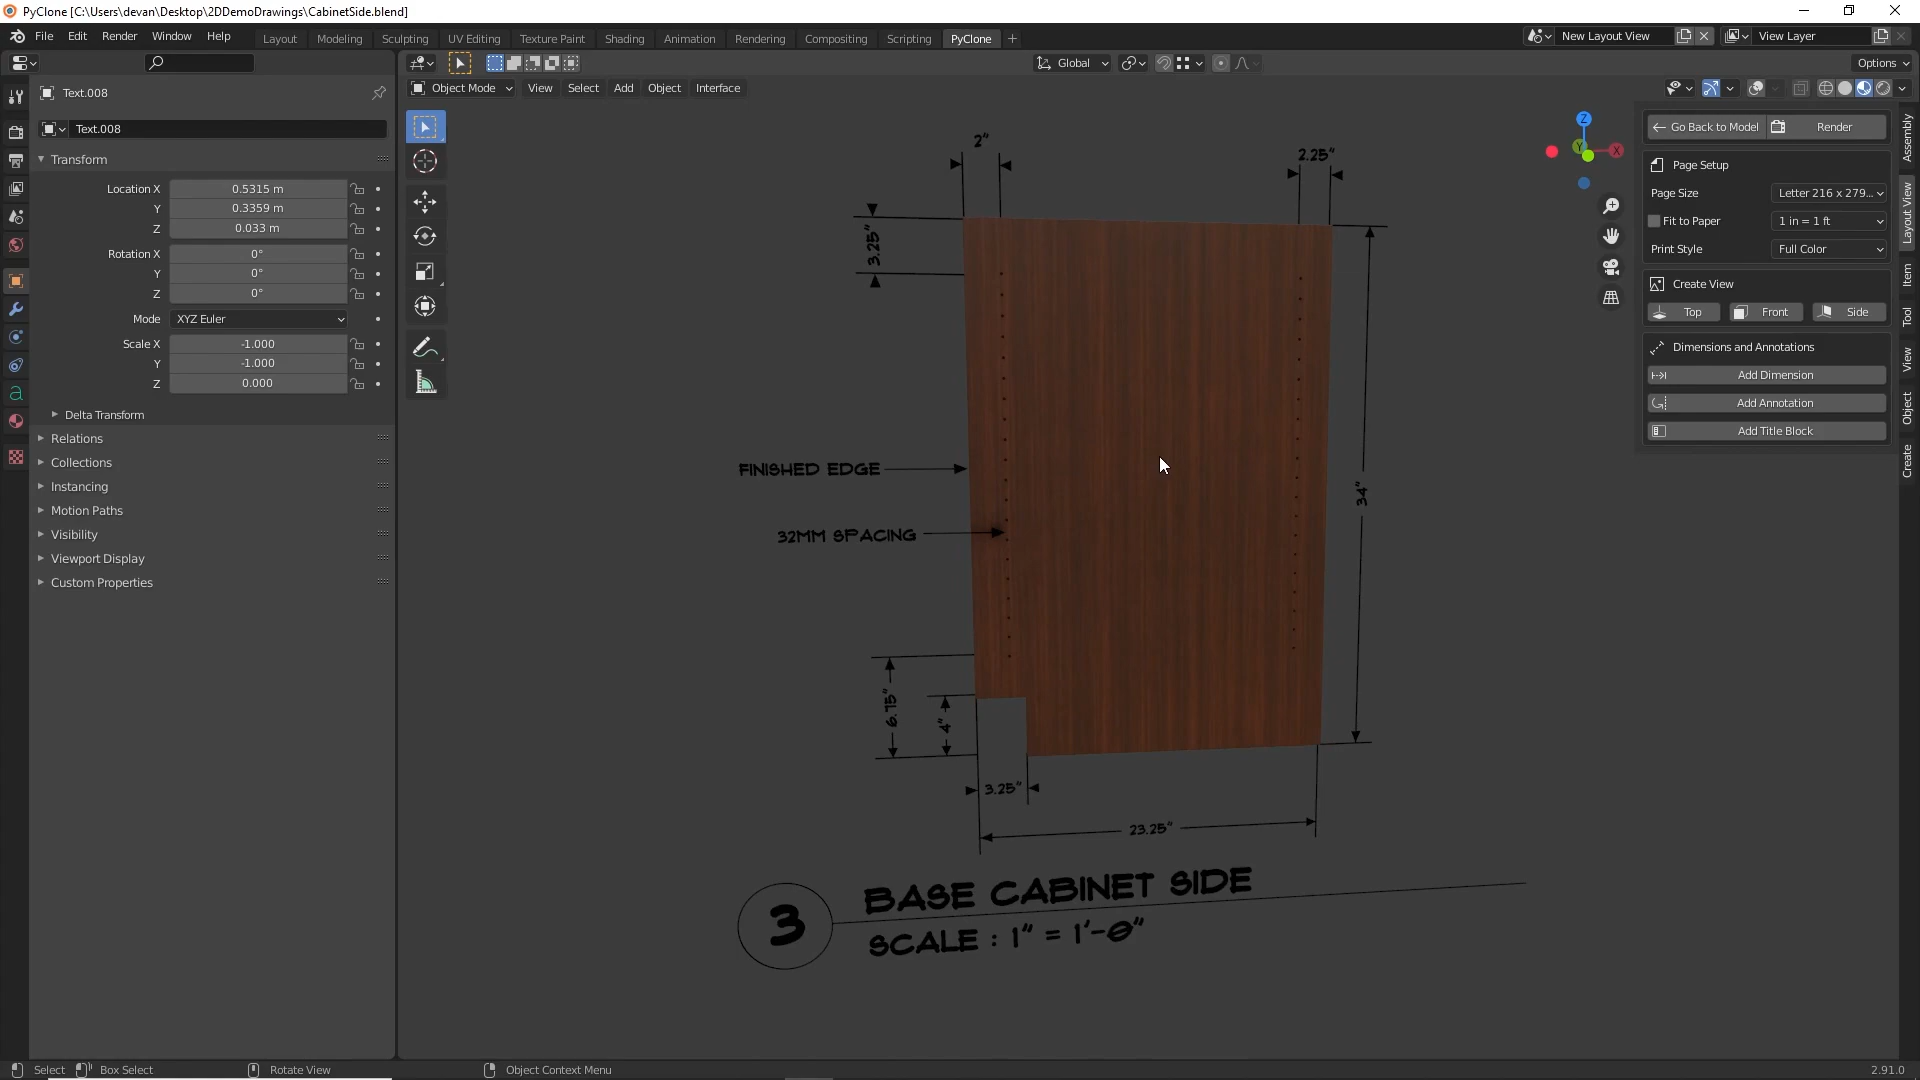 PyClone [C:\Users\devan\Desktop\2DDemoDrawings\CabinetSide.blend]
File Edit Render Window Help
Layout Modeling Sculpting UV Editing Texture Paint Shading Animation Rendering Compositing Scripting PyClone
New Layout View
View Layer
Global
Options
Object Mode View Select Add Object Interface
Text.008
Text.008
Transform
Location X 0.5315 m
Y 0.3359 m
Z 0.033 m
Rotation X 0°
Y 0°
Z 0°
Mode XYZ Euler
Scale X -1.000
Y -1.000
Z 0.000
Delta Transform
Relations
Collections
Instancing
Motion Paths
Visibility
Viewport Display
Custom Properties
2"
2.25"
3.25"
FINISHED EDGE
32MM SPACING
34"
6.75"
4"
3.25"
23.25"
3
BASE CABINET SIDE
SCALE : 1" = 1'-0"
Z
Y
X
Go Back to Model
Render
Page Setup
Page Size Letter 216 x 279...
Fit to Paper 1 in = 1 ft
Print Style Full Color
Create View
Top Front Side
Dimensions and Annotations
Add Dimension
Add Annotation
Add Title Block
Assembly
Layout View
Item
Tool
View
Object
Create
Select Box Select Rotate View Object Context Menu
2.91.0